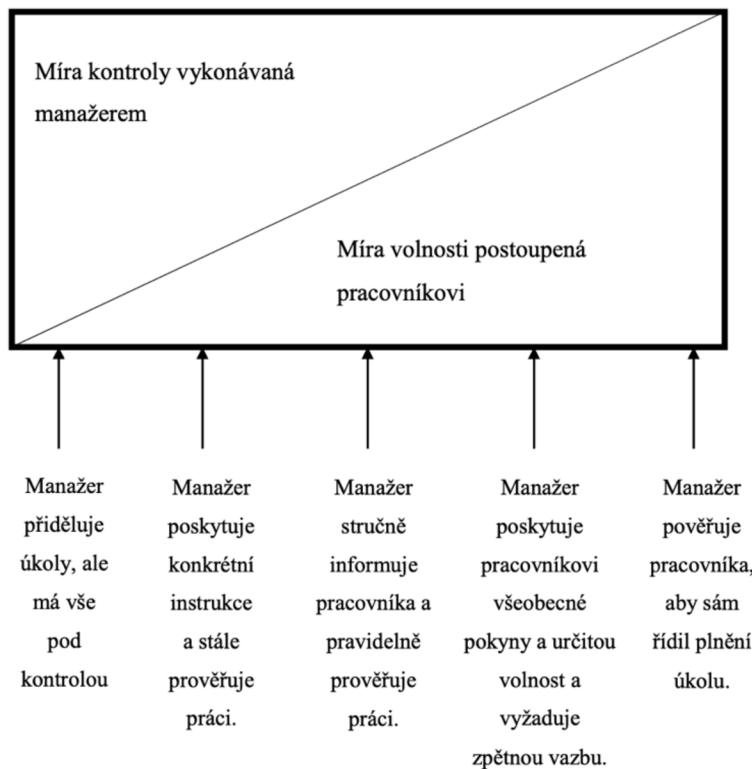 Míra kontroly vykonávaná
manažerem
Míra volnosti postoupená
pracovníkovi
Manažer
přiděluje
úkoly, ale
má vše
pod
kontrolou
Manažer
poskytuje
konkrétní
instrukce
a stále
prověřuje
práci.
Manažer
stručně
informuje
pracovníka a
pravidelně
prověřuje
práci.
Manažer
poskytuje
pracovníkovi
všeobecné
pokyny a určitou
volnost a
vyžaduje
zpětnou vazbu.
Manažer
pověřuje
pracovníka,
aby sám
řídil plnění
úkolu.